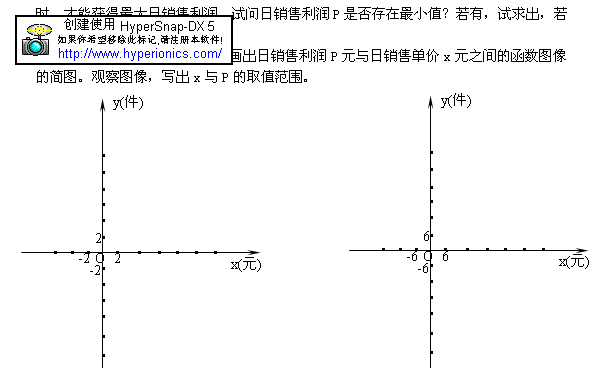 时，才能获得最大日销售利润，试问日销售利润 P 是否存在最小值？若有，试求出，若
创建使用 HyperSnap-DX 5
如果你希望移除此标记,请注册本软件!
http://www.hyperionics.com/
画出日销售利润 P 元与日销售单价 x 元之间的函数图像
的简图。观察图像，写出 x 与 P 的取值范围。
y(件) y(件)
2 6
-2 O 2 -6 O 6
-2 -6
x(元) x(元)